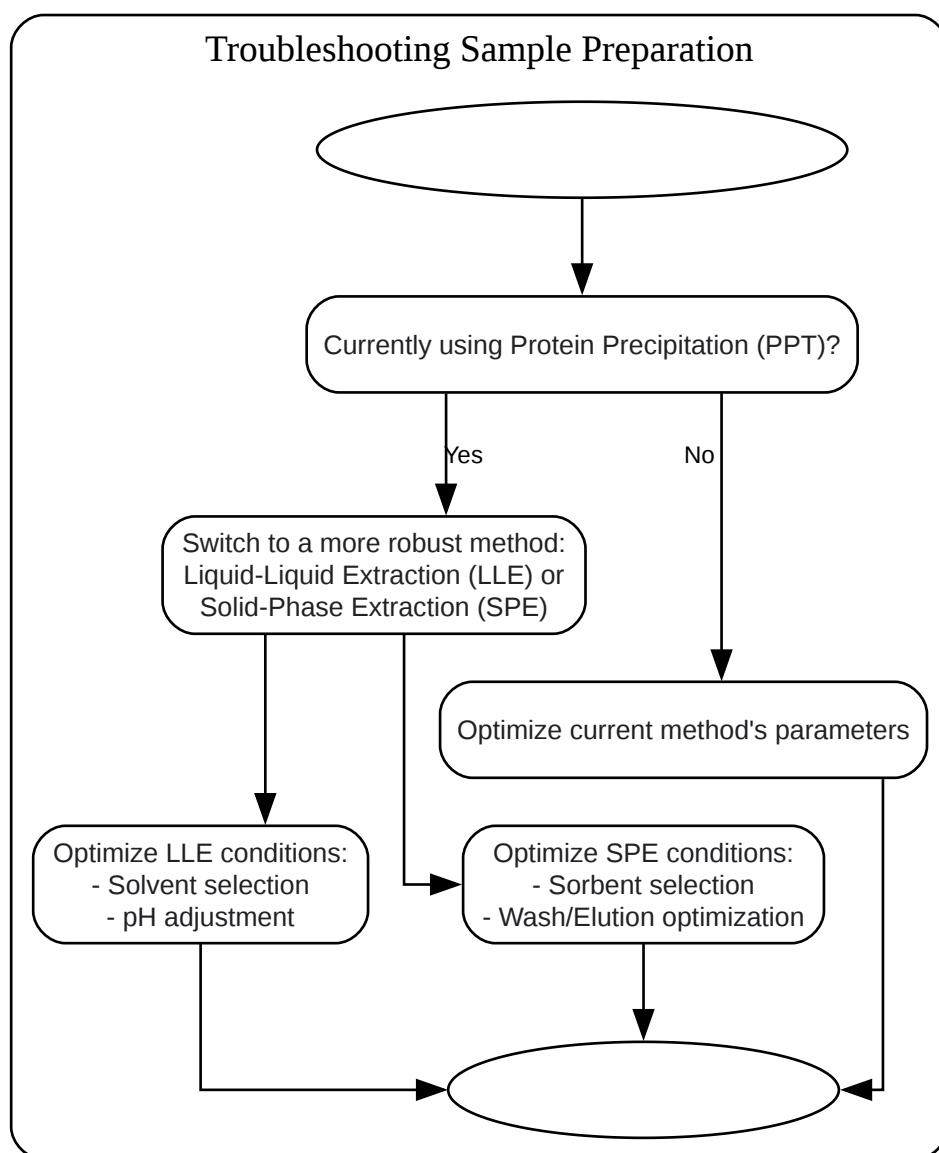 Troubleshooting Sample Preparation
Currently using Protein Precipitation (PPT)?
Yes
No
Switch to a more robust method:
Liquid-Liquid Extraction (LLE) or
Solid-Phase Extraction (SPE)
Optimize current method's parameters
Optimize LLE conditions:
- Solvent selection
- pH adjustment
Optimize SPE conditions:
- Sorbent selection
- Wash/Elution optimization